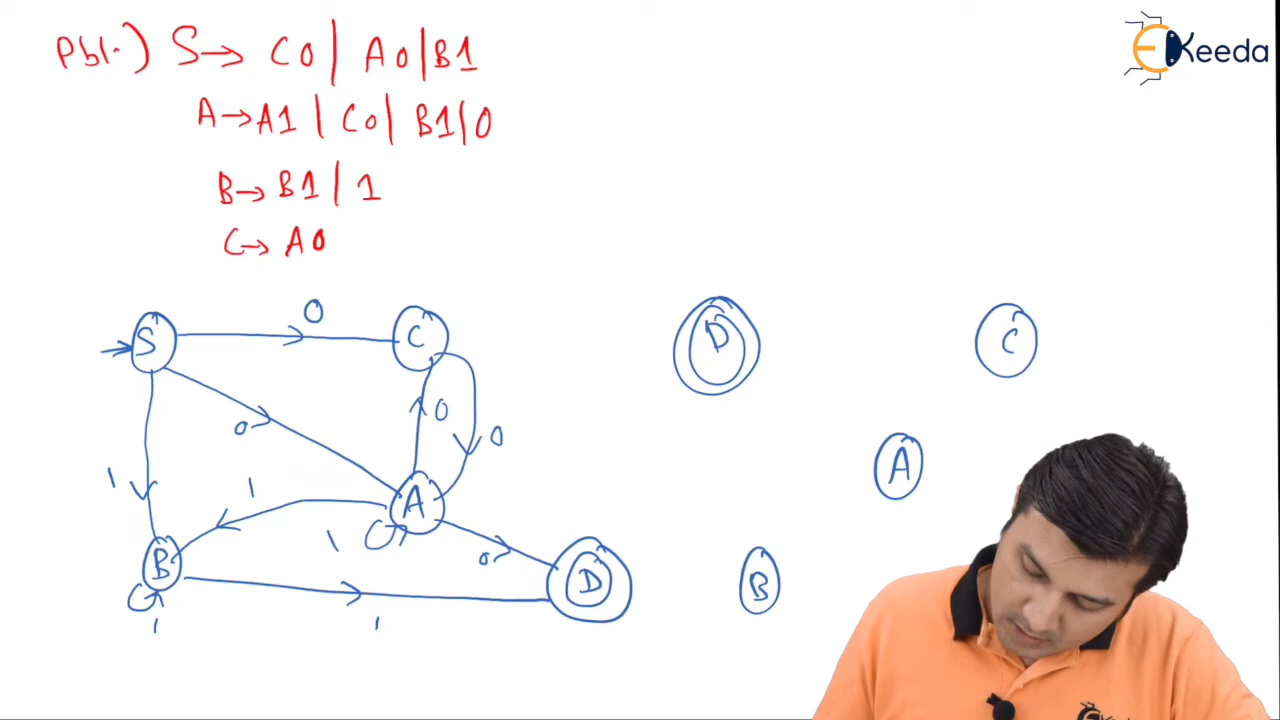 Pbl.) S→ C0 | A0 | B1
EKeeda
A→ A1 | C0 | B1 | 0
B→ B1 | 1
C→ A0
0
S
C
D
C
0
0
0
A
1
1
A
1
0
B
D
B
1
1